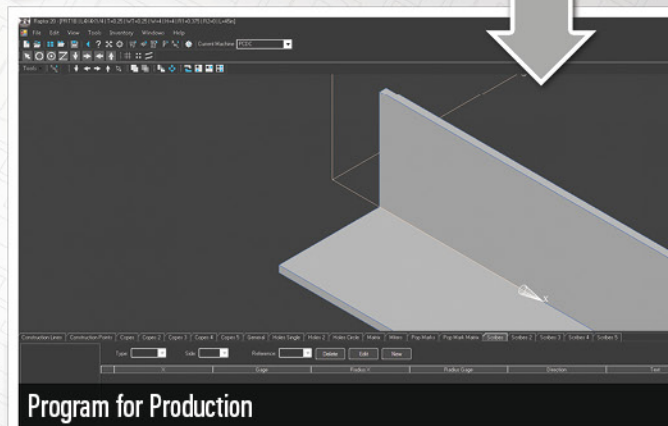 File Edit View Tools Inventory Windows Help
Current Machine PCDC
Tools
X
Construction Lines Construction Points Copes Copes 2 Copes 3 Copes 4 Copes 5 General Holes Single Holes 2 Holes Circle Matrix Miters Pop Marks Pop Mark Matrix Scribes Scribes 2 Scribes 3 Scribes 4 Scribes 5
Type Side Reference Delete Edit New
X Gage Radius X Radius Gage Direction Text
Program for Production